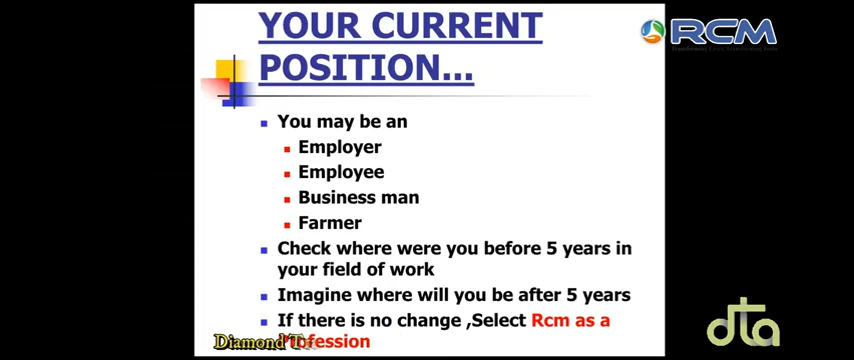 YOUR CURRENT
POSITION...
RCM
You may be an
Employer
Employee
Business man
Farmer
Check where were you before 5 years in
your field of work
Imagine where will you be after 5 years
If there is no change ,Select Rcm as a
Profession
Diamond
dta